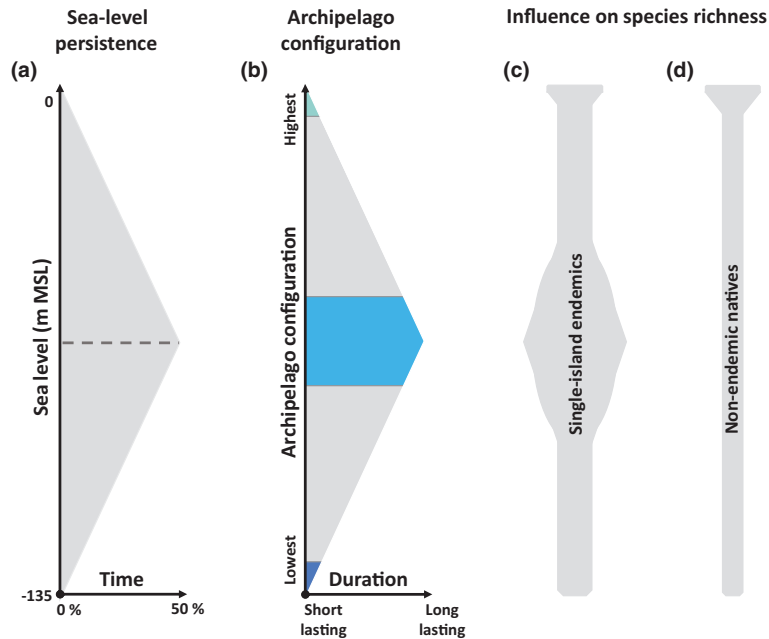 Sea-level
persistence
Archipelago
configuration
Influence on species richness
(a)
(b)
(c)
(d)
0
Sea level (m MSL)
-135
Time
0 %
50 %
Highest
Archipelago configuration
Lowest
Duration
Short
lasting
Long
lasting
Single-island endemics
Non-endemic natives